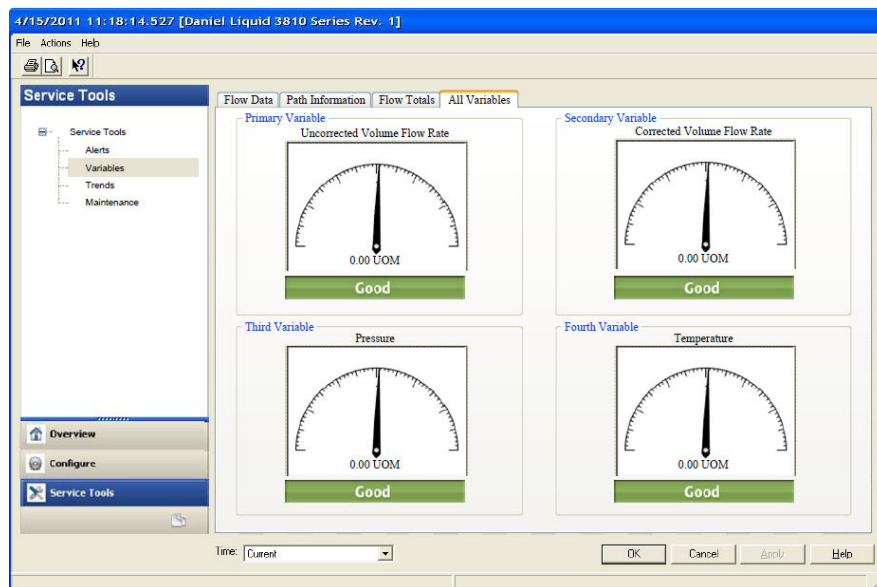 4/15/2011 11:18:14.527 [Daniel Liquid 3810 Series Rev. 1]
File Actions Help
Service Tools
Service Tools
Alerts
Variables
Trends
Maintenance
Overview
Configure
Service Tools
Flow Data Path Information Flow Totals All Variables
Primary Variable
Uncorrected Volume Flow Rate
0.00 UOM
Good
Secondary Variable
Corrected Volume Flow Rate
0.00 UOM
Good
Third Variable
Pressure
0.00 UOM
Good
Fourth Variable
Temperature
0.00 UOM
Good
Time: Current
OK Cancel Apply Help